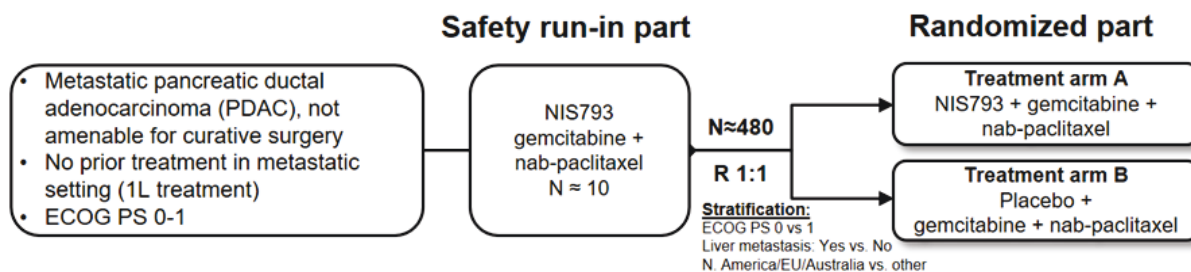 Safety run-in part
Randomized part
• Metastatic pancreatic ductal
adenocarcinoma (PDAC), not
amenable for curative surgery
• No prior treatment in metastatic
setting (1L treatment)
• ECOG PS 0-1
NIS793
gemcitabine +
nab-paclitaxel
N ≈ 10
N≈480
R 1:1
Stratification:
ECOG PS 0 vs 1
Liver metastasis: Yes vs. No
N. America/EU/Australia vs. other
Treatment arm A
NIS793 + gemcitabine +
nab-paclitaxel
Treatment arm B
Placebo +
gemcitabine + nab-paclitaxel